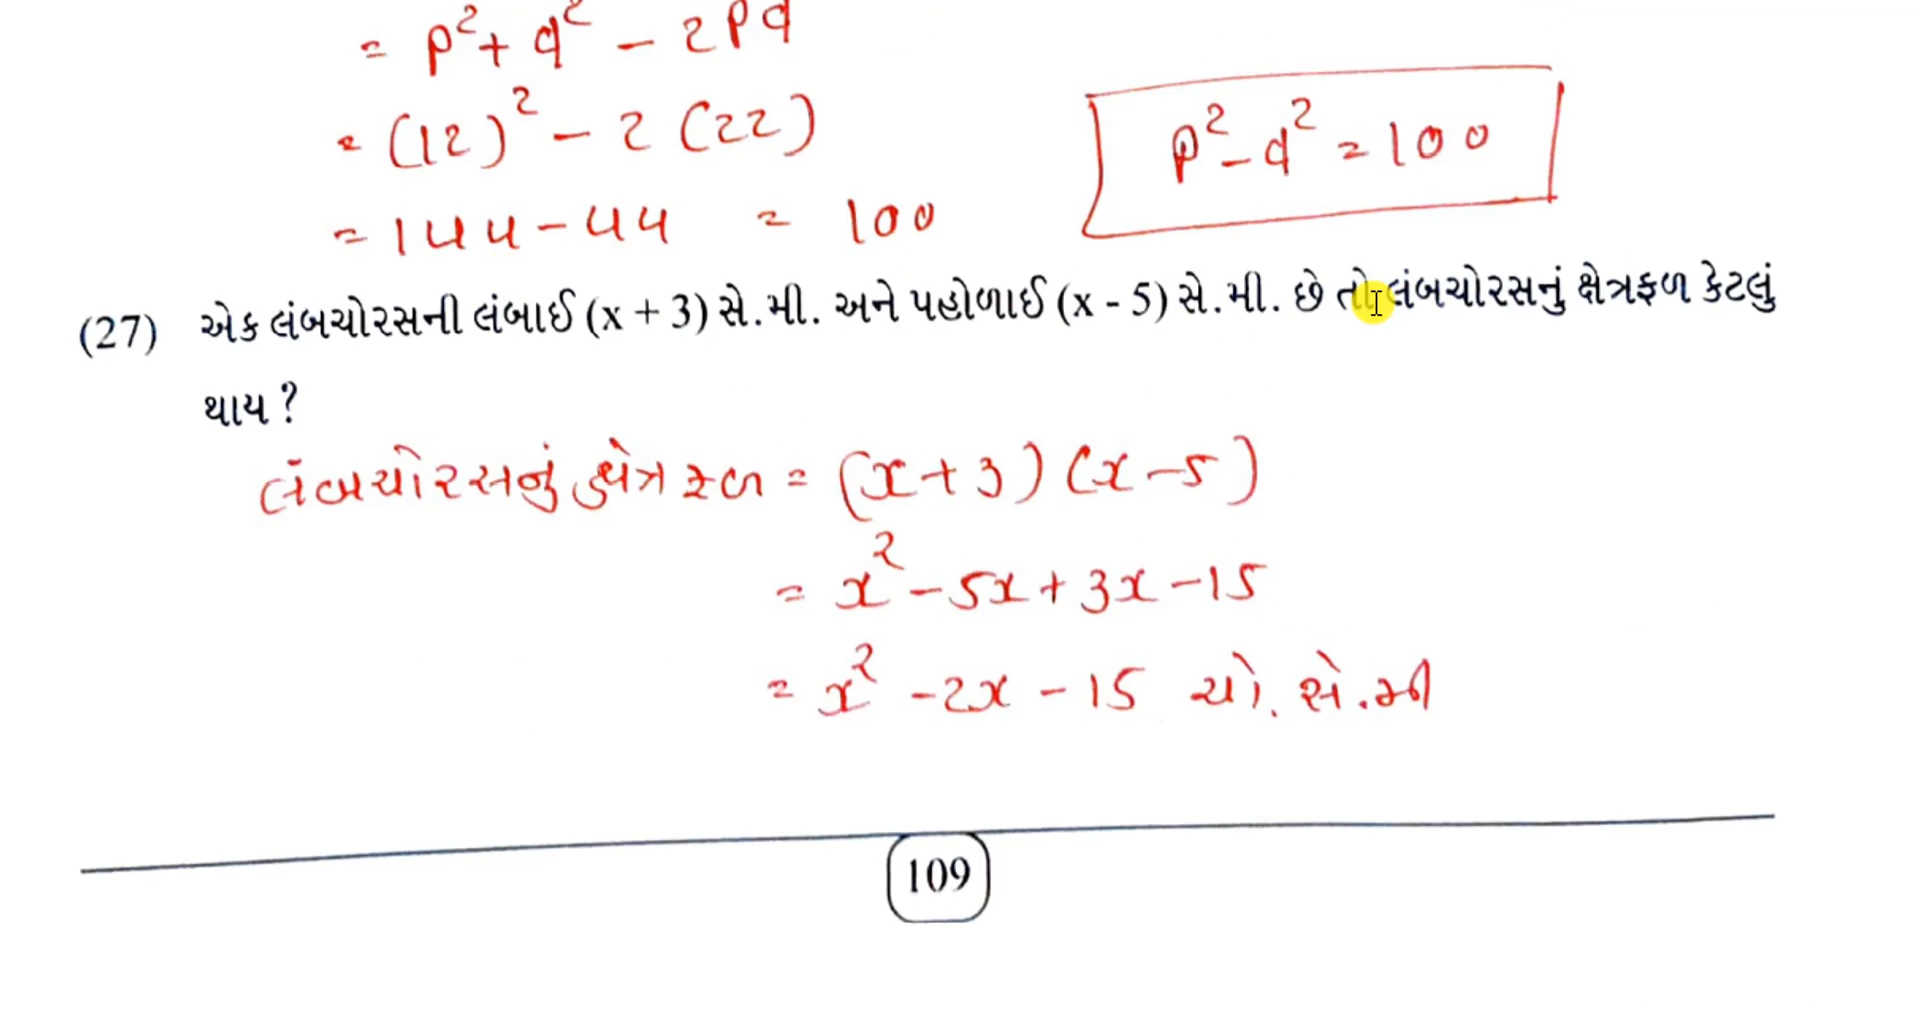 = p² + q² - 2pq
= (12)² - 2 (22)
p² - q² = 100
= 144 - 44 = 100
(27) એક લંબચોરસની લંબાઈ (x + 3) સે.મી. અને પહોળાઈ (x - 5) સે.મી. છે તો લંબચોરસનું ક્ષેત્રફળ કેટલું
થાય ?
લંબચોરસનું ક્ષેત્રફળ = (x + 3) (x - 5)
= x² - 5x + 3x - 15
= x² - 2x - 15 ચો. સે.મી
109